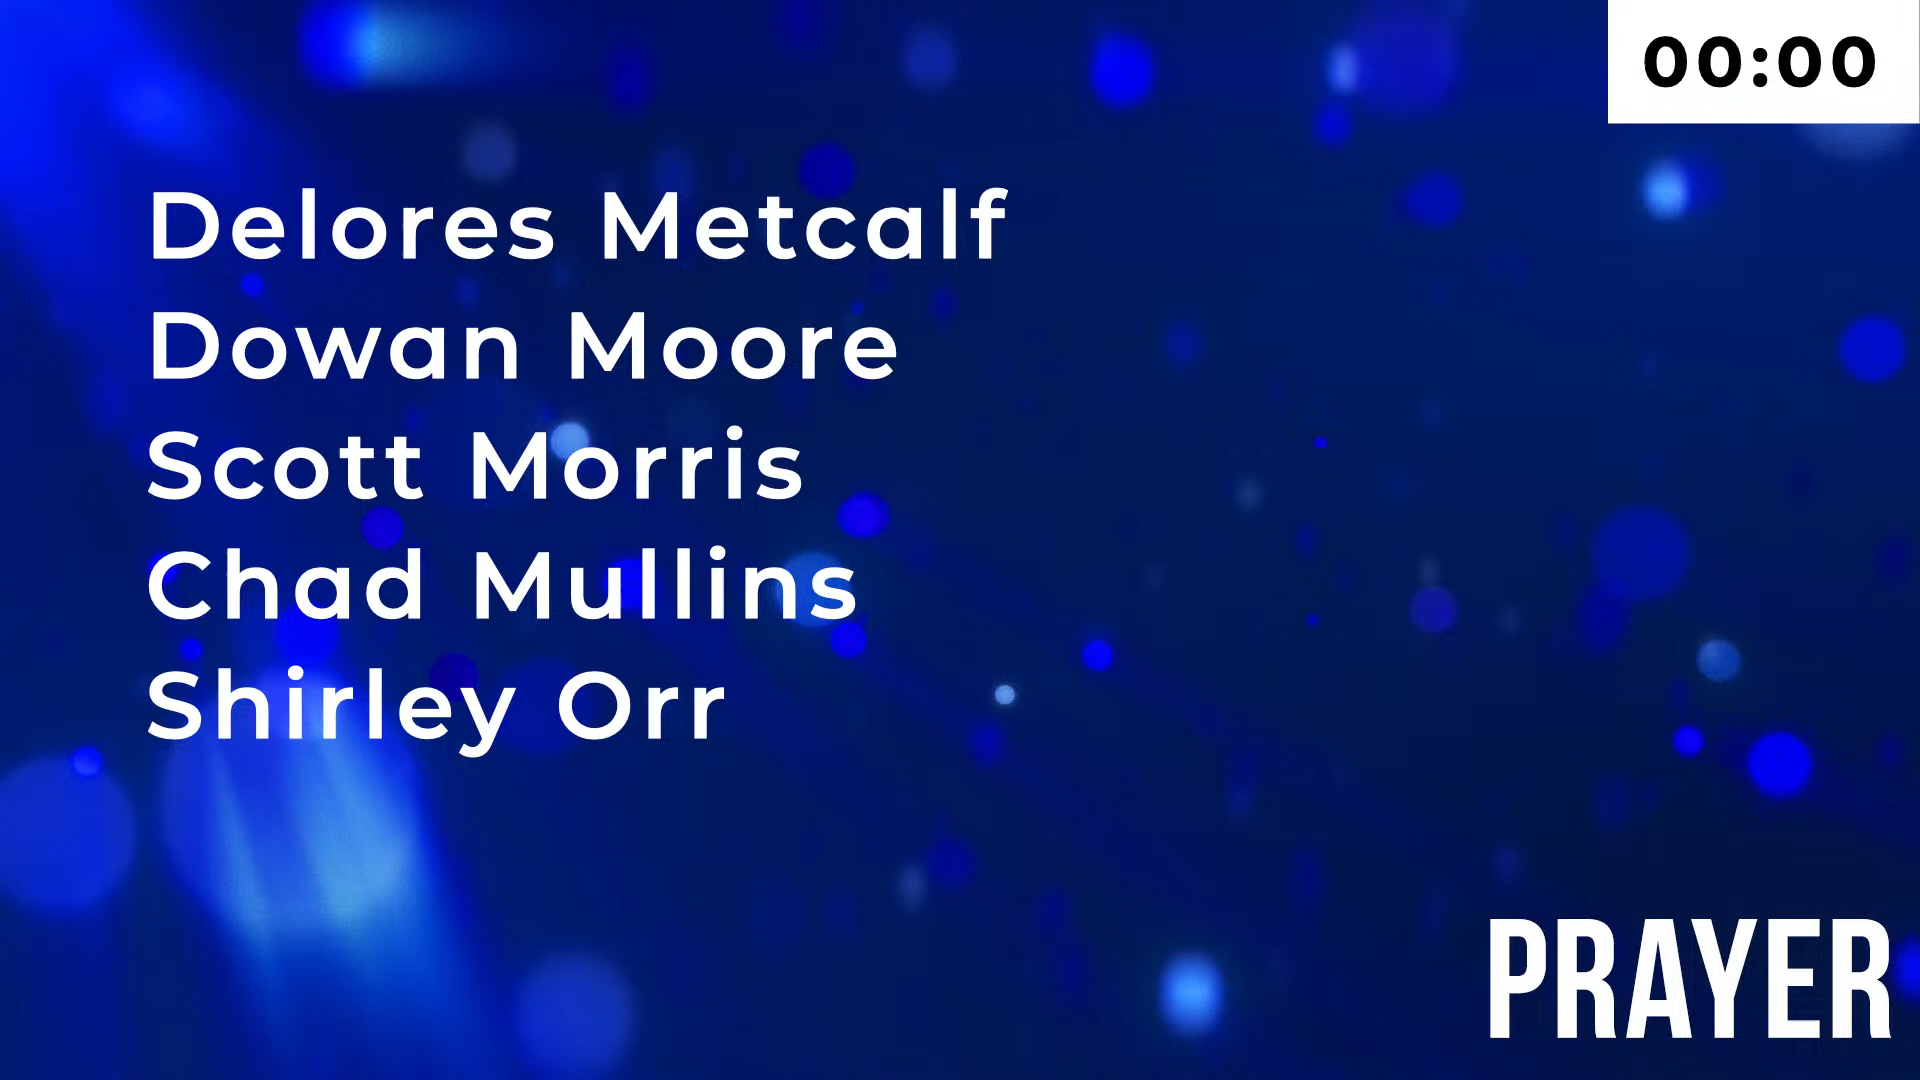 00:00
Delores Metcalf
Dowan Moore
Scott Morris
Chad Mullins
Shirley Orr
PRAYER